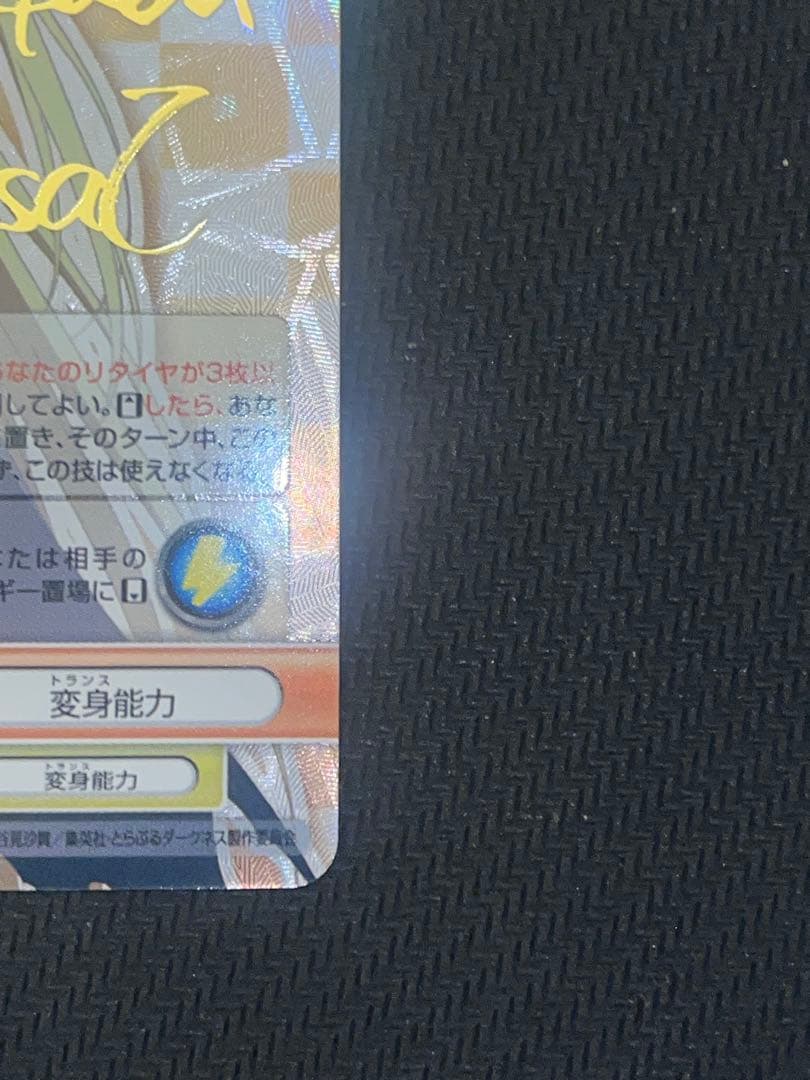 あなたのリタイヤが3枚以
してよい。したら、あな
置き、そのターン中、この
ず、この技は使えなくなる。
なたは相手の
ギー置場に
トランス
変身能力
トランス
変身能力
矢吹/集英社・とらぶるダークネス製作委員会